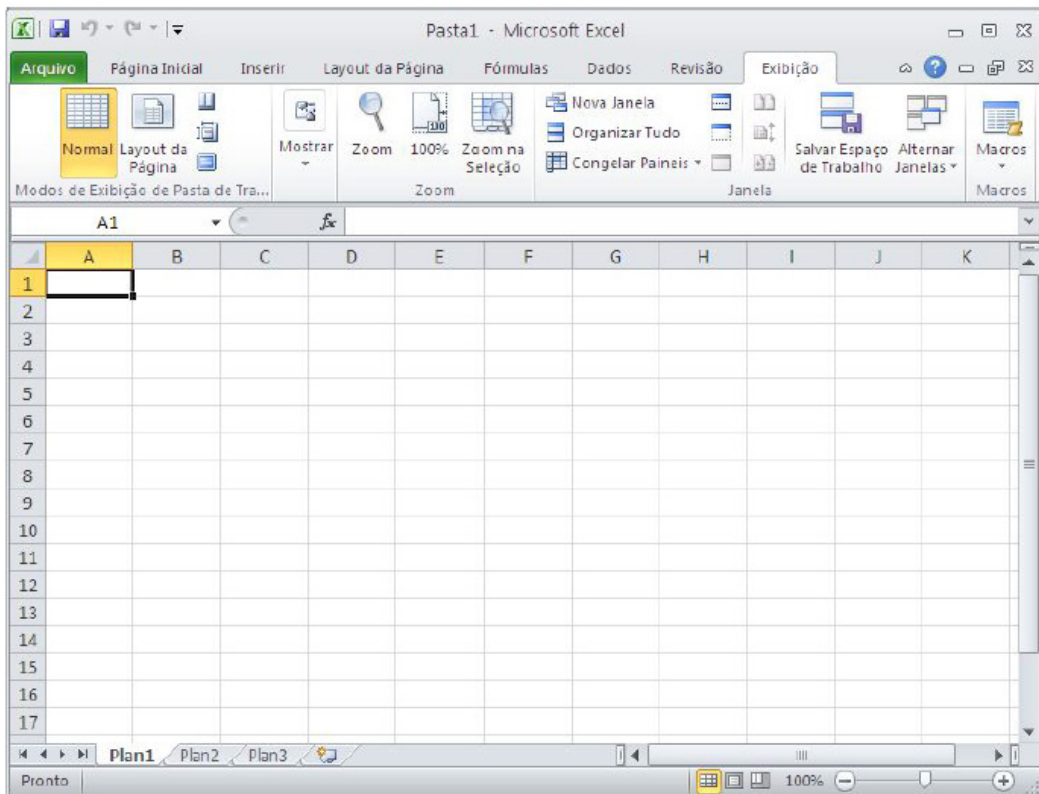 Pasta1 - Microsoft Excel
Arquivo Página Inicial Inserir Layout da Página Fórmulas Dados Revisão Exibição
Normal
Layout da Página
Mostrar
Zoom
100%
Zoom na Seleção
Nova Janela
Organizar Tudo
Congelar Paineis
Salvar Espaço de Trabalho
Alternar Janelas
Macros
Modos de Exibição de Pasta de Tra... Zoom Janela Macros
A1 fx
A B C D E F G H I J K
1
2
3
4
5
6
7
8
9
10
11
12
13
14
15
16
17
Plan1 Plan2 Plan3
Pronto 100%